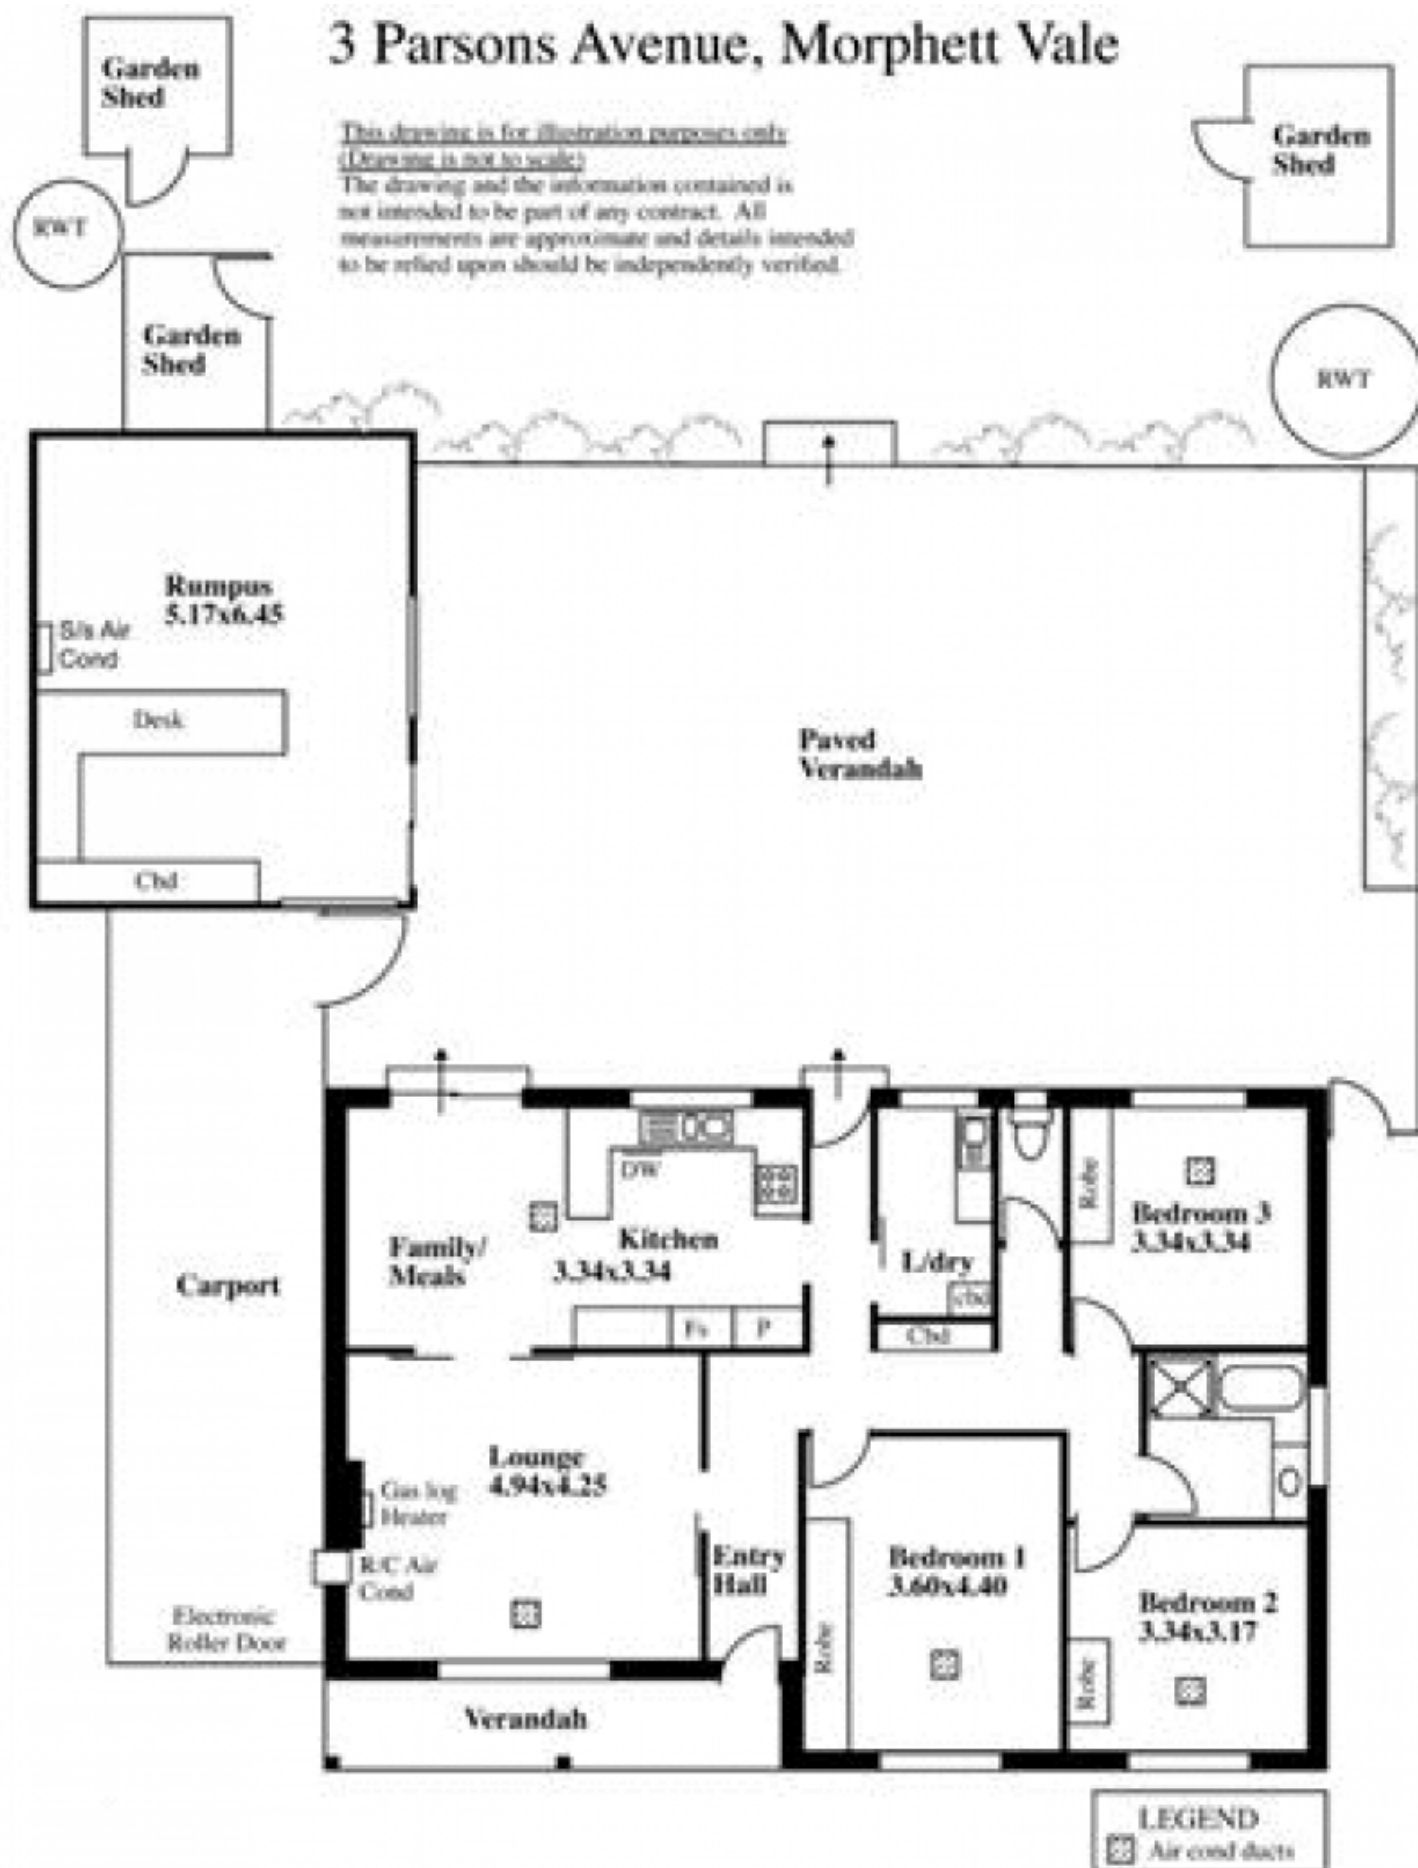 3 Parsons Avenue, Morphett Vale
Garden
Shed
This drawing is for illustration purposes only
(Drawing is not to scale)
The drawing and the information contained is
not intended to be part of any contract. All
measurements are approximate and details intended
to be relied upon should be independently verified.
Garden
Shed
RWT
Garden
Shed
RWT
Rumpus
5.17x6.45
S/s Air
Cond
Desk
Cbd
Paved
Verandah
Carport
Electronic
Roller Door
Family/
Meals
DW
Kitchen
3.34x3.34
Fs
P
L/dry
cbd
Cbd
Robe
Bedroom 3
3.34x3.34
Lounge
4.94x4.25
Gas log
Heater
R/C Air
Cond
Entry
Hall
Robe
Bedroom 1
3.60x4.40
Bedroom 2
3.34x3.17
Robe
Verandah
LEGEND
Air cond ducts